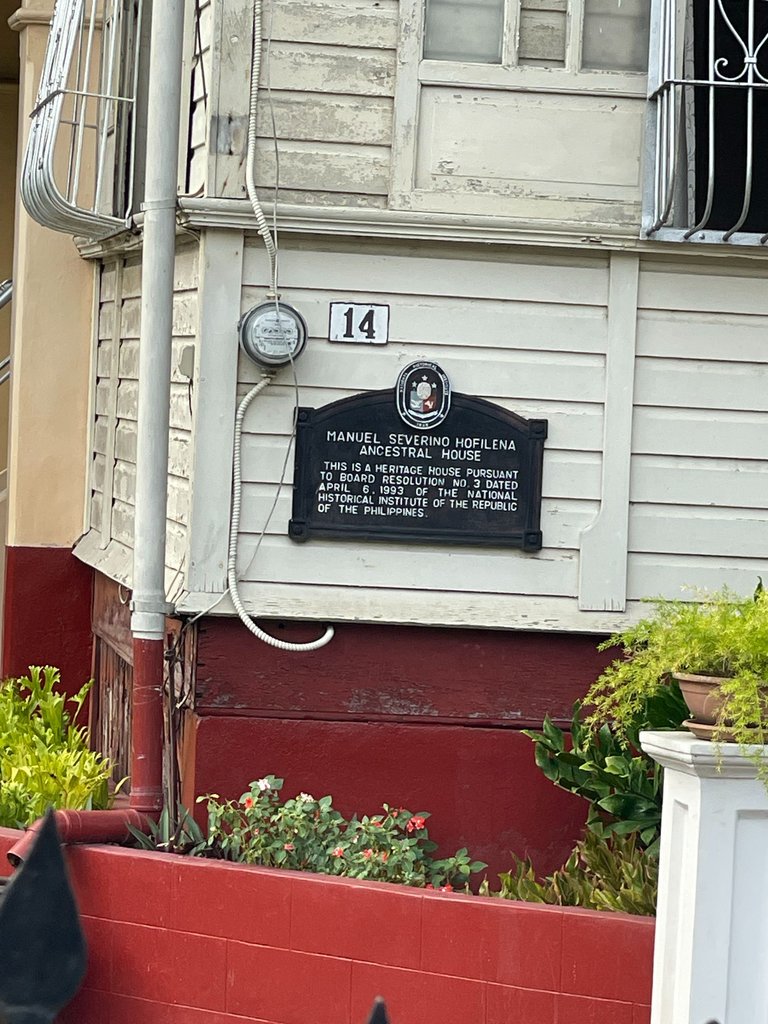 14
MANUEL SEVERINO HOFILENA
ANCESTRAL HOUSE
THIS IS A HERITAGE HOUSE PURSUANT
TO BOARD RESOLUTION NO. 3 DATED
APRIL 6, 1993 OF THE NATIONAL
HISTORICAL INSTITUTE OF THE REPUBLIC
OF THE PHILIPPINES.